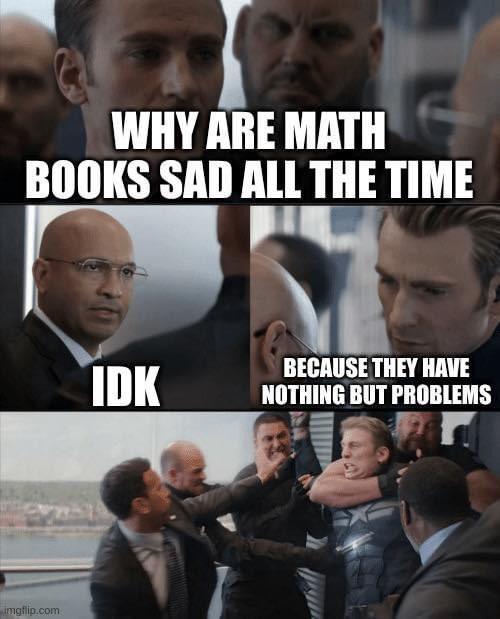 WHY ARE MATH
BOOKS SAD ALL THE TIME
IDK
BECAUSE THEY HAVE
NOTHING BUT PROBLEMS
imgflip.com